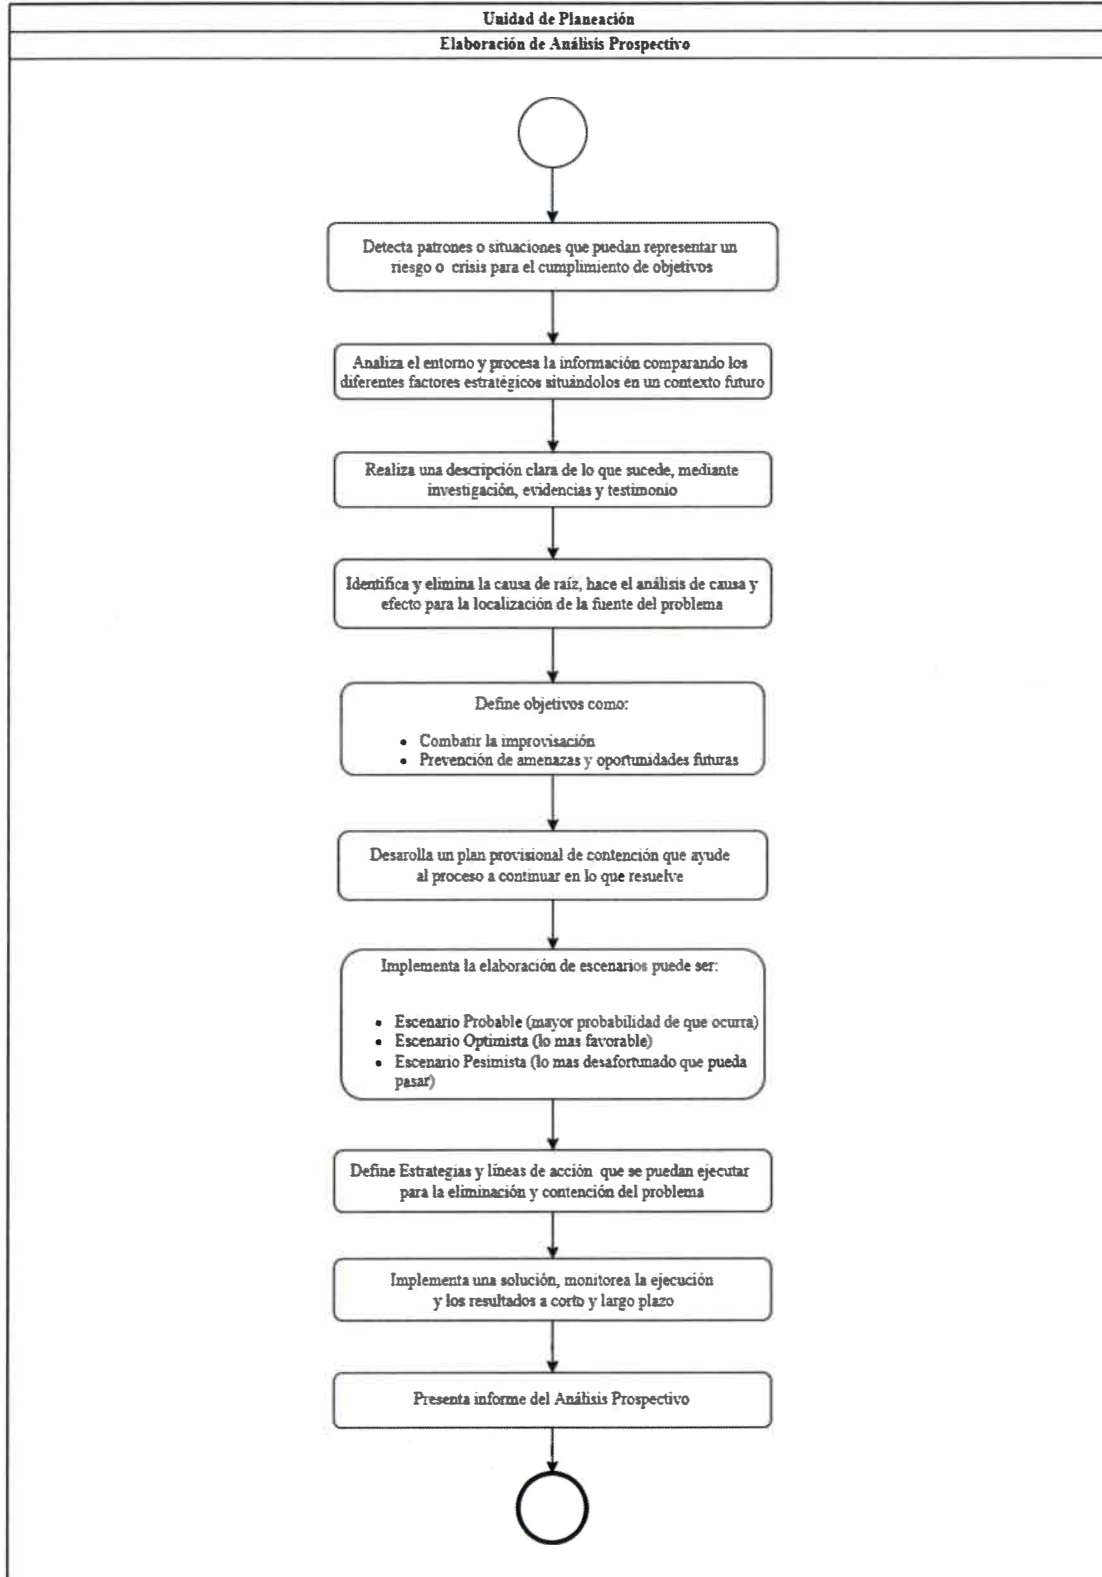 Unidad de Planeación
Elaboración de Análisis Prospectivo
Detecta patrones o situaciones que puedan representar un
riesgo o crisis para el cumplimiento de objetivos
Analiza el entorno y procesa la información comparando los
diferentes factores estratégicos situándolos en un contexto futuro
Realiza una descripción clara de lo que sucede, mediante
investigación, evidencias y testimonio
Identifica y elimina la causa de raíz, hace el análisis de causa y
efecto para la localización de la fuente del problema
Define objetivos como:
• Combatir la improvisación
• Prevención de amenazas y oportunidades futuras
Desarolla un plan provisional de contención que ayude
al proceso a continuar en lo que resuelve
Implementa la elaboración de escenarios puede ser:
• Escenario Probable (mayor probabilidad de que ocurra)
• Escenario Optimista (lo mas favorable)
• Escenario Pesimista (lo mas desafortunado que pueda
pasar)
Define Estrategias y líneas de acción que se puedan ejecutar
para la eliminación y contención del problema
Implementa una solución, monitorea la ejecución
y los resultados a corto y largo plazo
Presenta informe del Análisis Prospectivo